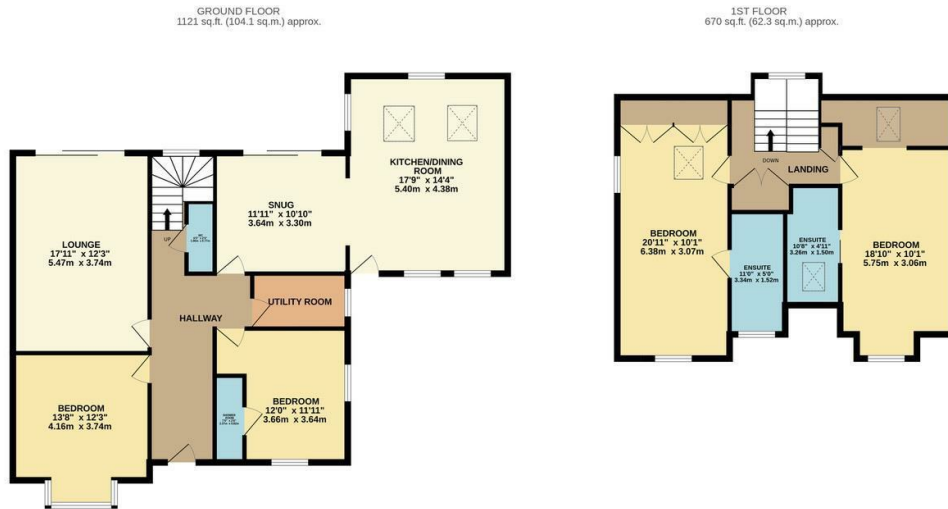 GROUND FLOOR
1121 sq.ft. (104.1 sq.m.) approx.
1ST FLOOR
670 sq.ft. (62.3 sq.m.) approx.
KITCHEN/DINING
ROOM
17'9" x 14'4"
5.40m x 4.38m
SNUG
11'11" x 10'10"
3.64m x 3.30m
LOUNGE
17'11" x 12'3"
5.47m x 3.74m
UP
UTILITY ROOM
HALLWAY
BEDROOM
13'8" x 12'3"
4.16m x 3.74m
BEDROOM
12'0" x 11'11"
3.66m x 3.64m
DOWN
LANDING
BEDROOM
20'11" x 10'1"
6.38m x 3.07m
ENSUITE
11'0" x 5'0"
3.34m x 1.52m
ENSUITE
10'8" x 4'11"
3.26m x 1.50m
BEDROOM
18'10" x 10'1"
5.75m x 3.06m